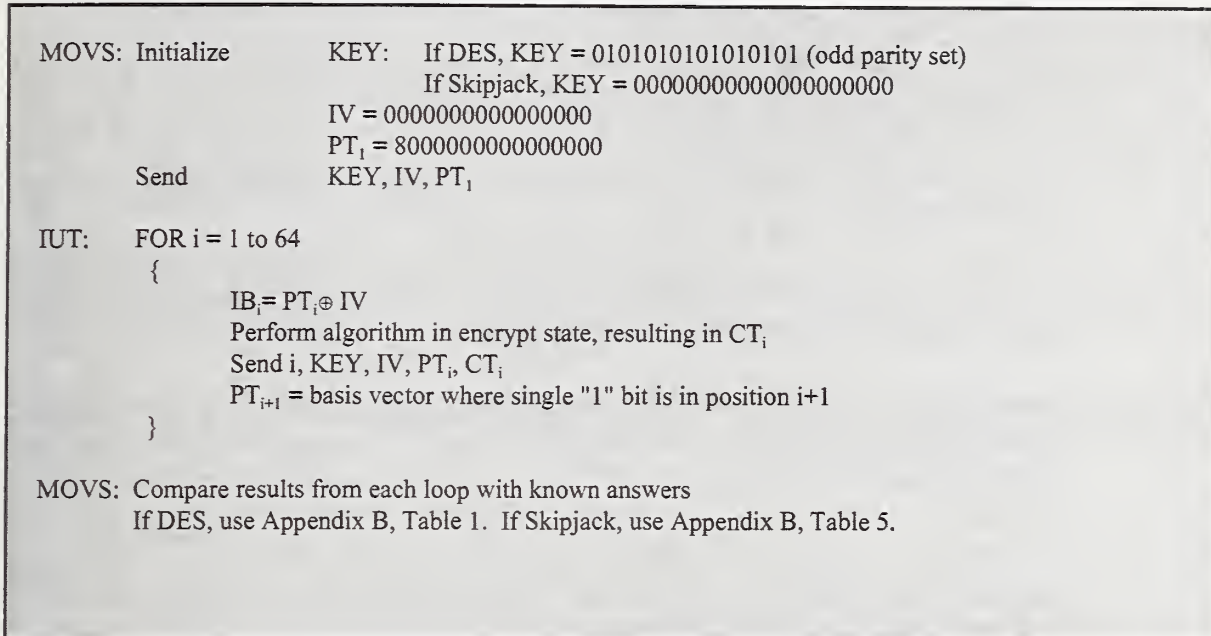 MOVS: Initialize KEY: If DES, KEY = 0101010101010101 (odd parity set)
If Skipjack, KEY = 00000000000000000000
IV = 0000000000000000
PT₁ = 8000000000000000
Send KEY, IV, PT₁
IUT: FOR i = 1 to 64
{
IBᵢ= PTᵢ⊕ IV
Perform algorithm in encrypt state, resulting in CTᵢ
Send i, KEY, IV, PTᵢ, CTᵢ
PTᵢ₊₁ = basis vector where single "1" bit is in position i+1
}
MOVS: Compare results from each loop with known answers
If DES, use Appendix B, Table 1. If Skipjack, use Appendix B, Table 5.